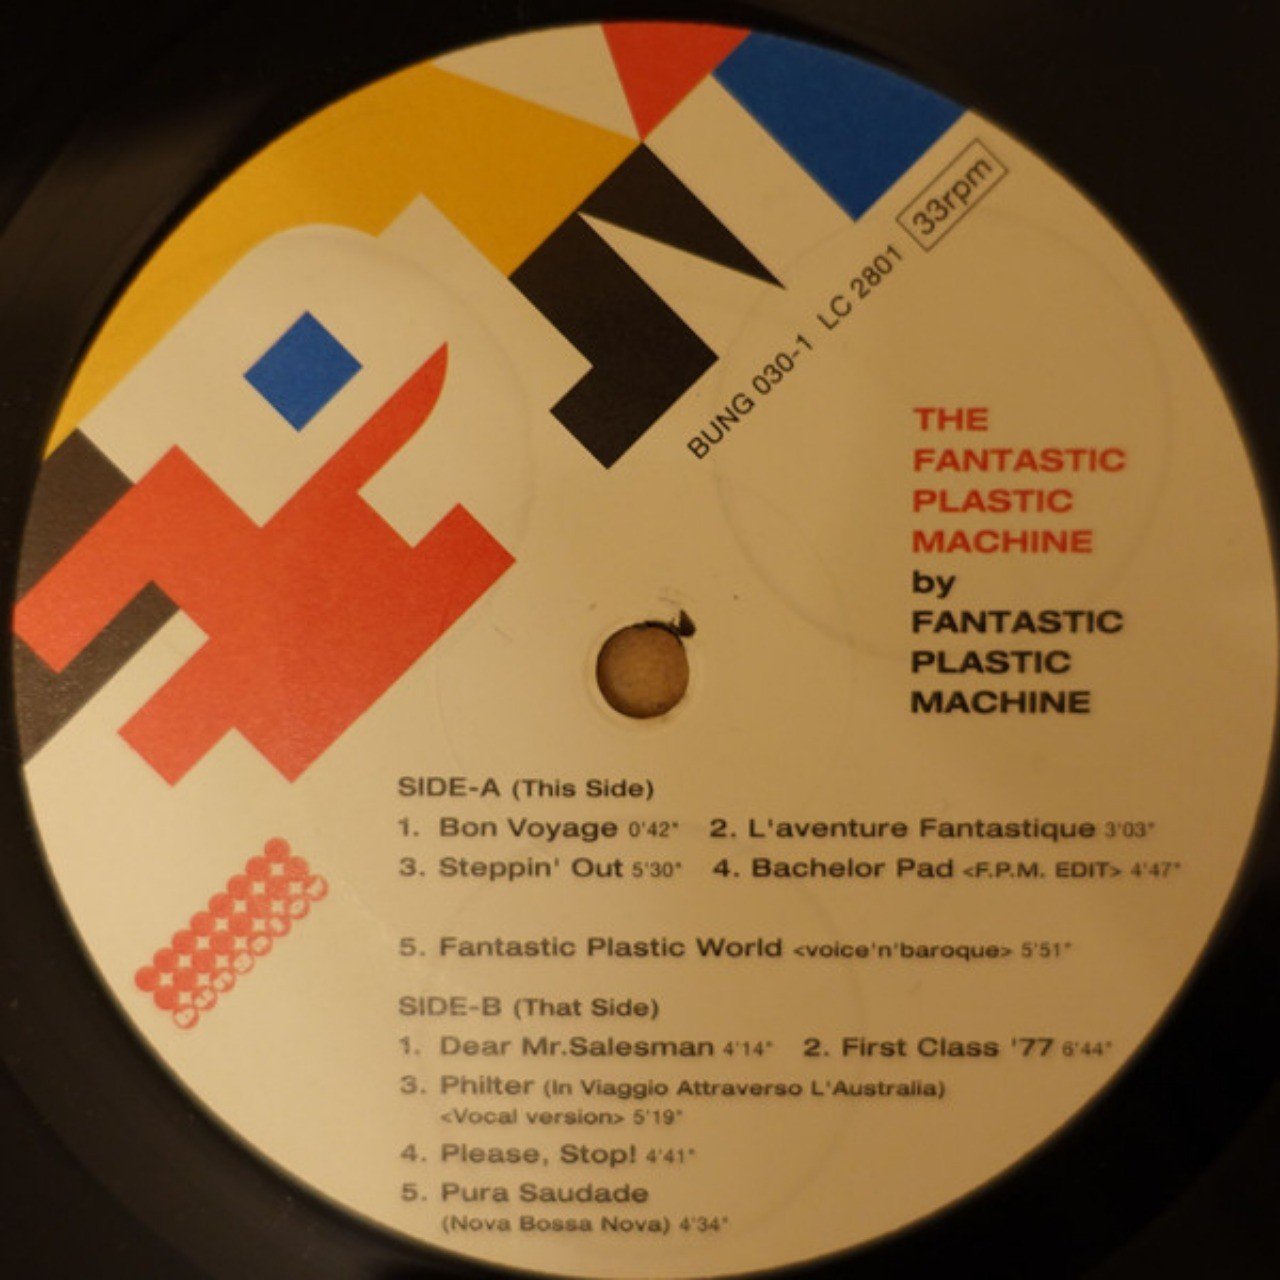 BUNG 030-1 LC 2801 33rpm
THE
FANTASTIC
PLASTIC
MACHINE
by
FANTASTIC
PLASTIC
MACHINE
SIDE-A (This Side)
1. Bon Voyage 0'42" 2. L'aventure Fantastique 3'03"
3. Steppin' Out 5'30" 4. Bachelor Pad <F.P.M. EDIT> 4'47"
5. Fantastic Plastic World <voice'n'baroque> 5'51"
SIDE-B (That Side)
1. Dear Mr.Salesman 4'14" 2. First Class '77 6'44"
3. Philter (In Viaggio Attraverso L'Australia)
<Vocal version> 5'19"
4. Please, Stop! 4'41"
5. Pura Saudade
(Nova Bossa Nova) 4'34"